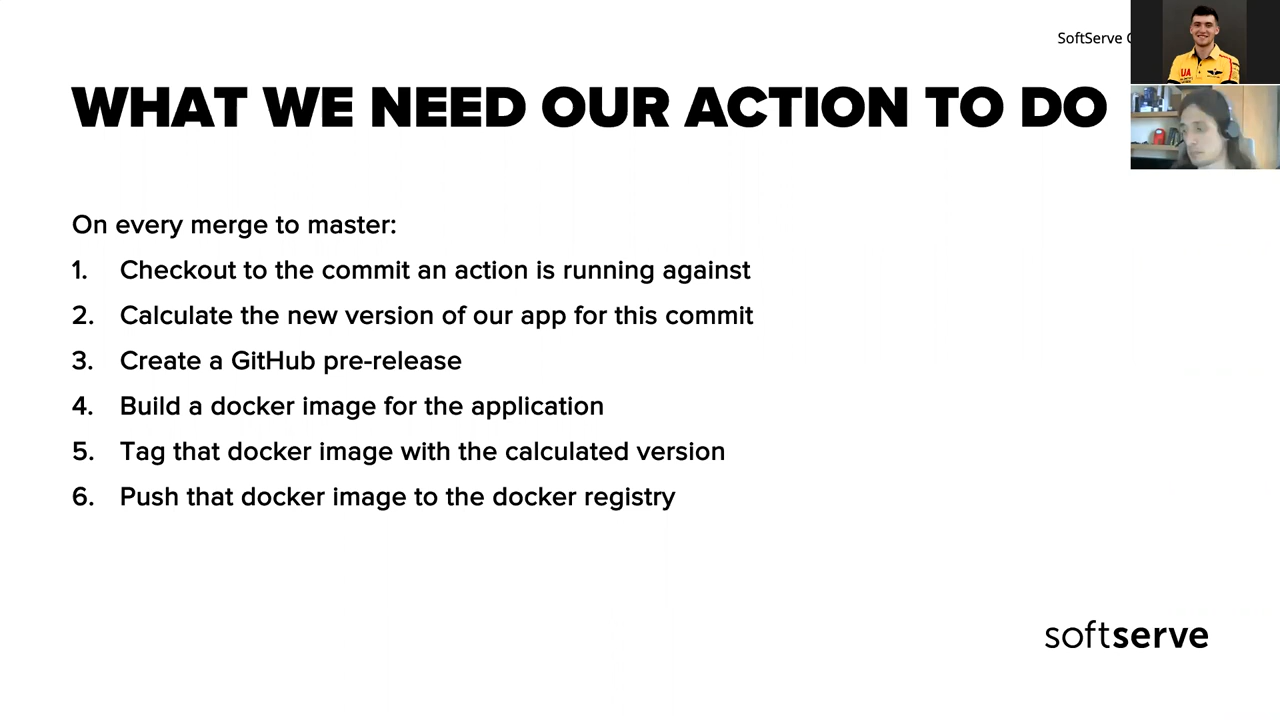 SoftServe
WHAT WE NEED OUR ACTION TO DO
UA
On every merge to master:
1. Checkout to the commit an action is running against
2. Calculate the new version of our app for this commit
3. Create a GitHub pre-release
4. Build a docker image for the application
5. Tag that docker image with the calculated version
6. Push that docker image to the docker registry
softserve